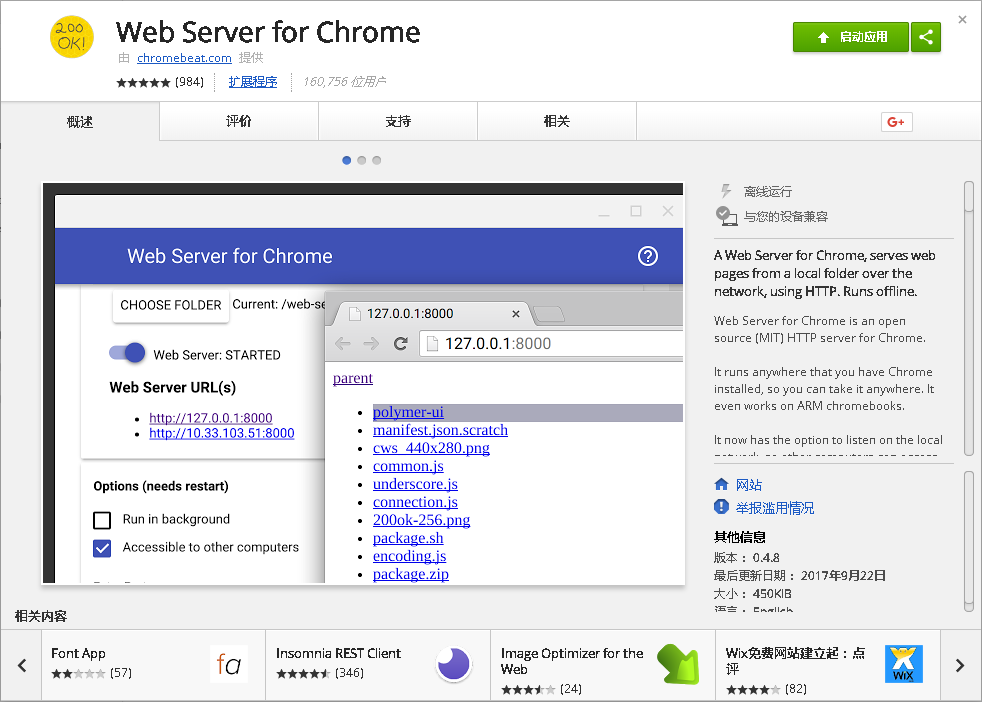 200
OK!
Web Server for Chrome
由 chromebeat.com 提供
(984) 扩展程序 160,756 位用户
启动应用
概述
评价
支持
相关
G+
Web Server for Chrome
CHOOSE FOLDER Current: /web-se
Web Server: STARTED
Web Server URL(s)
http://127.0.0.1:8000
http://10.33.103.51:8000
Options (needs restart)
Run in background
Accessible to other computers
127.0.0.1:8000
127.0.0.1:8000
parent
polymer-ui
manifest.json.scratch
cws_440x280.png
common.js
underscore.js
connection.js
200ok-256.png
package.sh
encoding.js
package.zip
离线运行
与您的设备兼容
A Web Server for Chrome, serves web
pages from a local folder over the
network, using HTTP. Runs offline.
Web Server for Chrome is an open
source (MIT) HTTP server for Chrome.
It runs anywhere that you have Chrome
installed, so you can take it anywhere. It
even works on ARM chromebooks.
It now has the option to listen on the local
network, so other computers can access
网站
举报滥用情况
其他信息
版本： 0.4.8
最后更新日期： 2017年9月22日
大小： 450KiB
语言： English
相关内容
Font App
(57)
fa
Insomnia REST Client
(346)
Image Optimizer for the
Web
(24)
Wix免费网站建立起：点
评
(82)
WiX